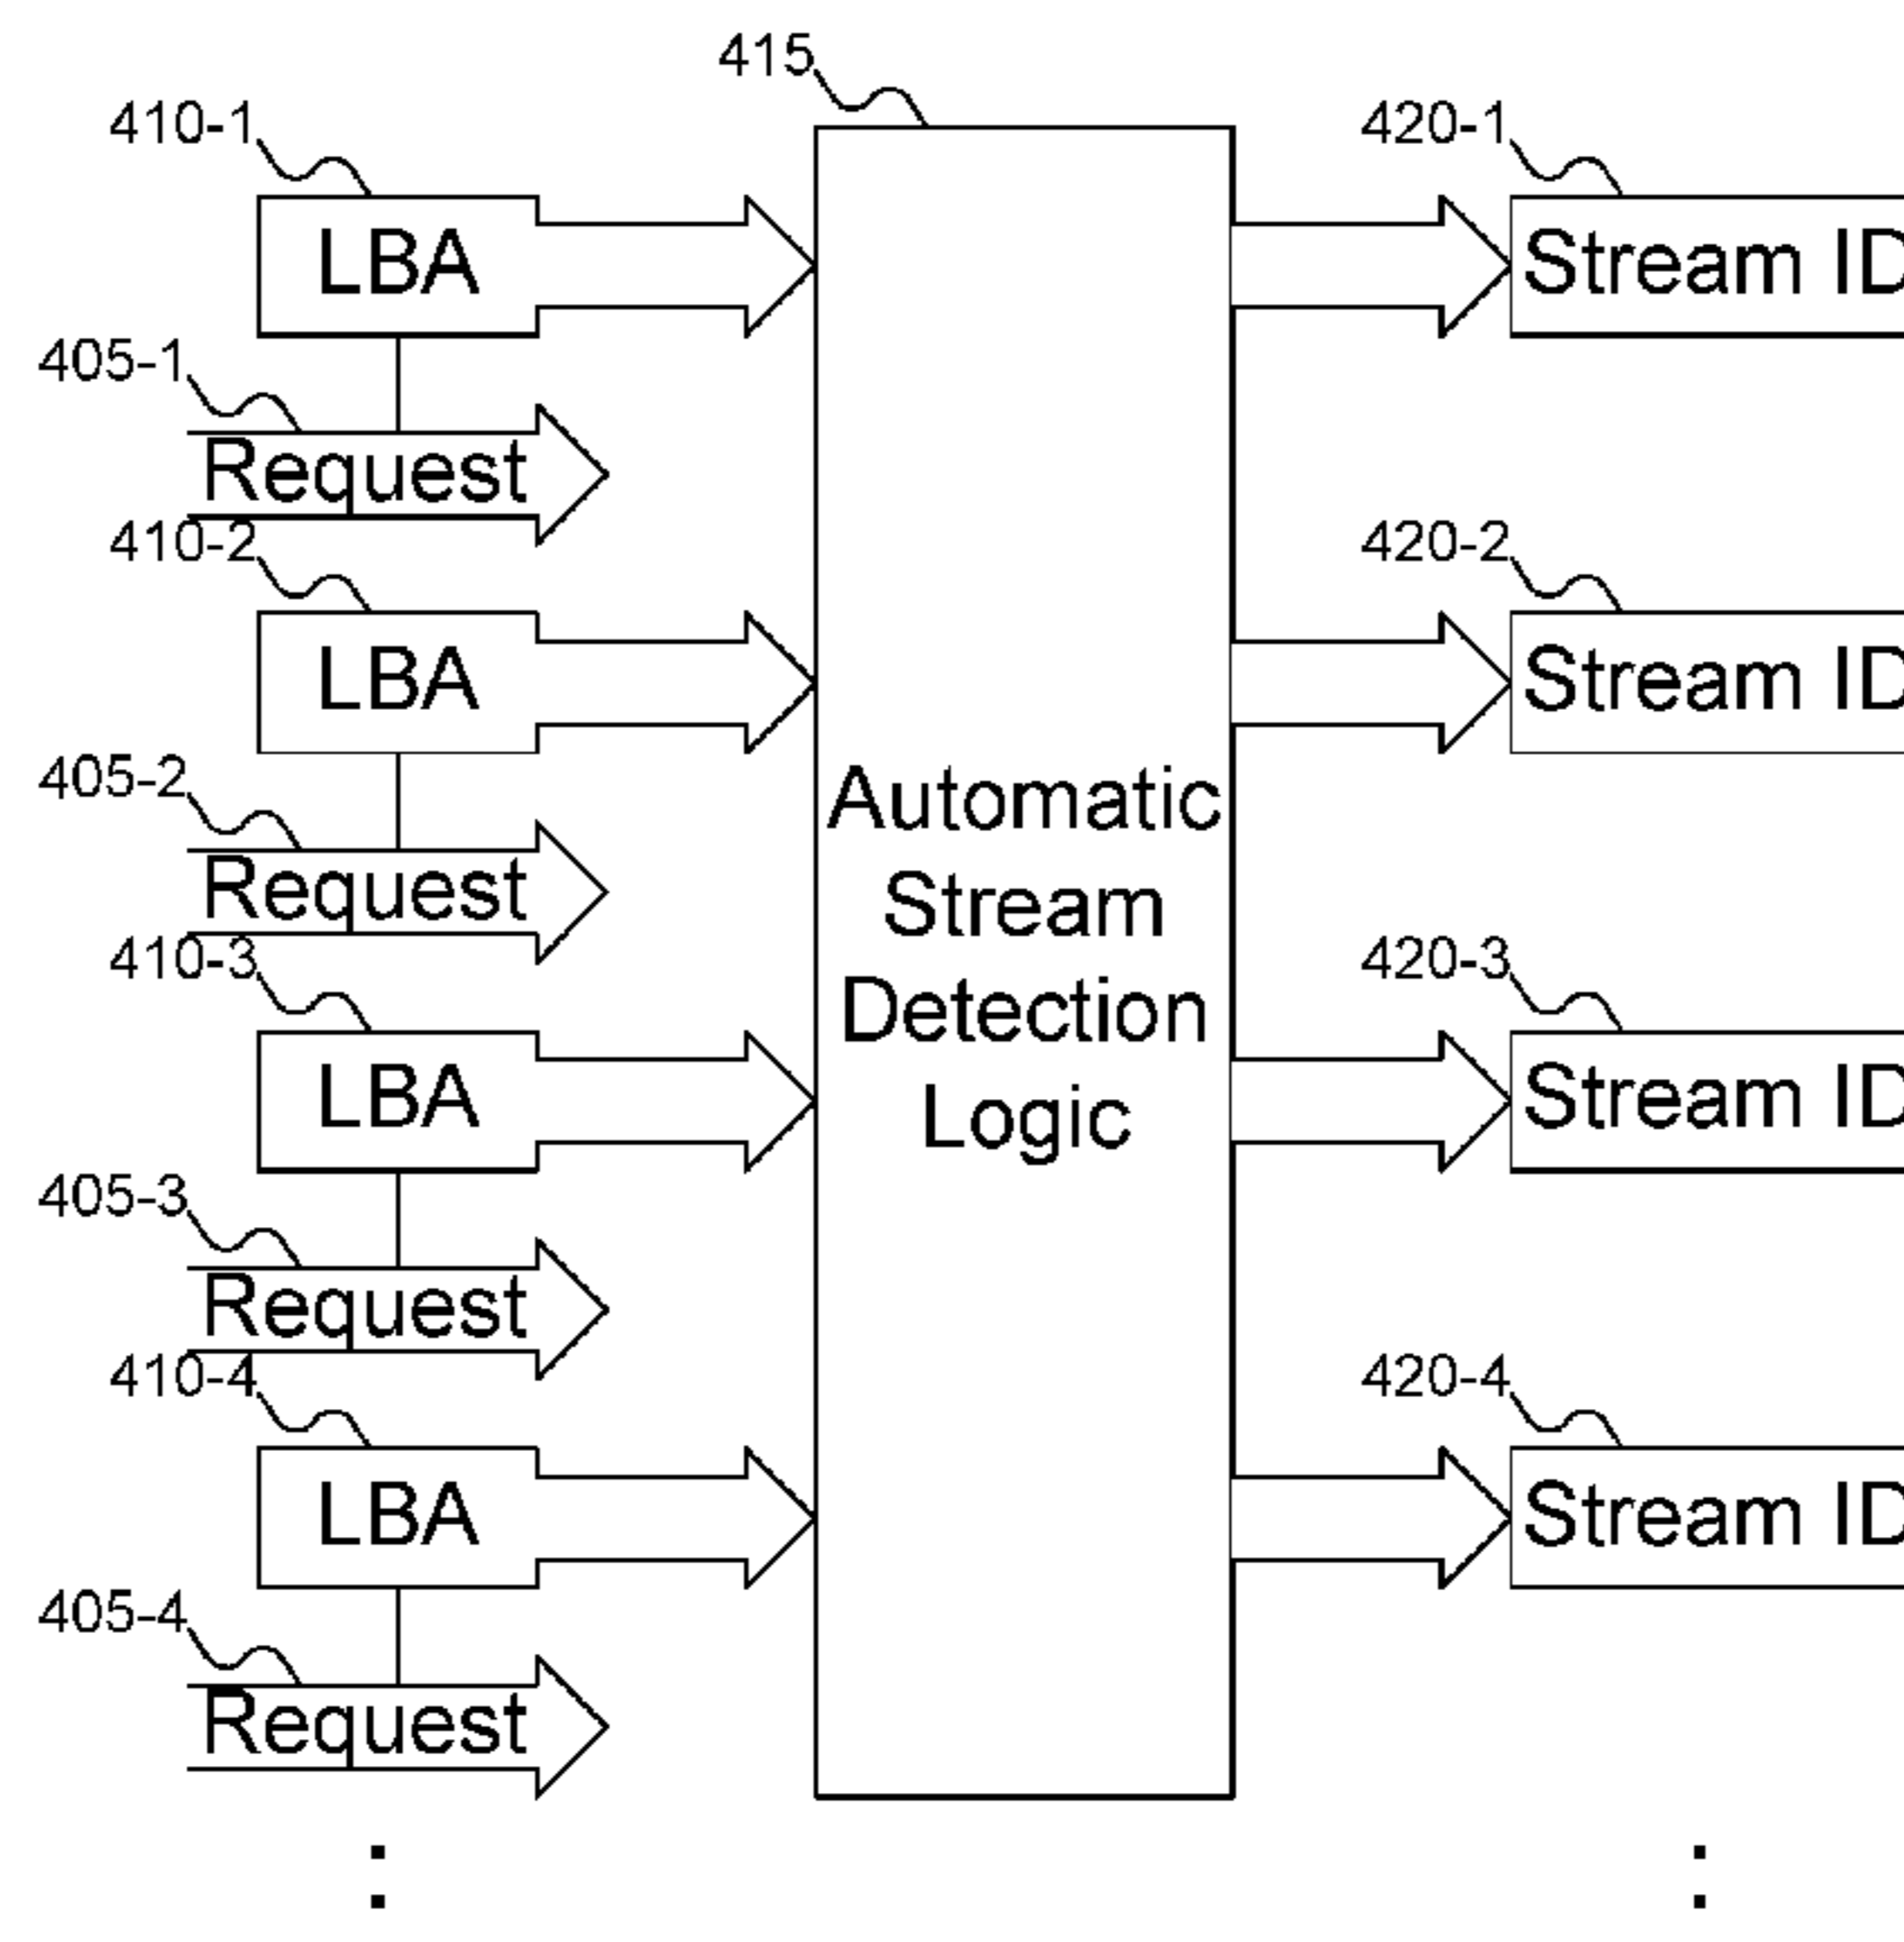 415
410-1
420-1
LBA
Stream ID
405-1
Request
410-2
420-2
LBA
Stream ID
405-2
Automatic
Request
Stream
410-3
420-3
Detection
LBA
Stream ID
Logic
405-3
Request
410-4
420-4
LBA
Stream ID
405-4
Request